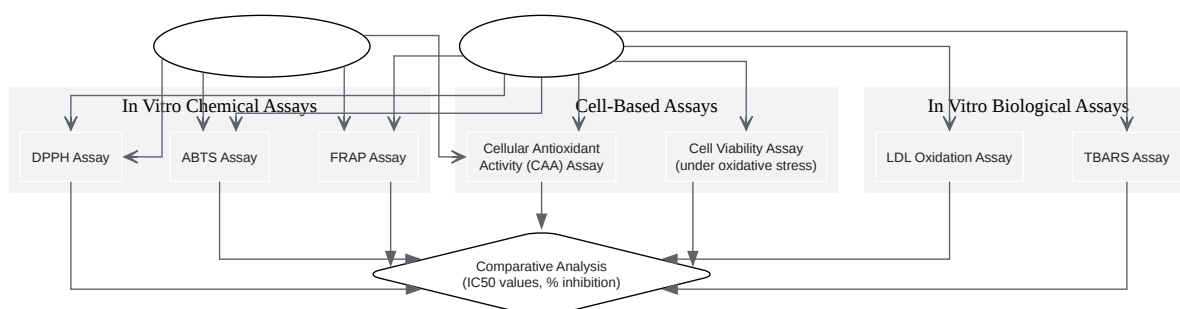 In Vitro Chemical Assays
Cell-Based Assays
In Vitro Biological Assays
DPPH Assay
ABTS Assay
FRAP Assay
Cellular Antioxidant
Activity (CAA) Assay
Cell Viability Assay
(under oxidative stress)
LDL Oxidation Assay
TBARS Assay
Comparative Analysis
(IC50 values, % inhibition)